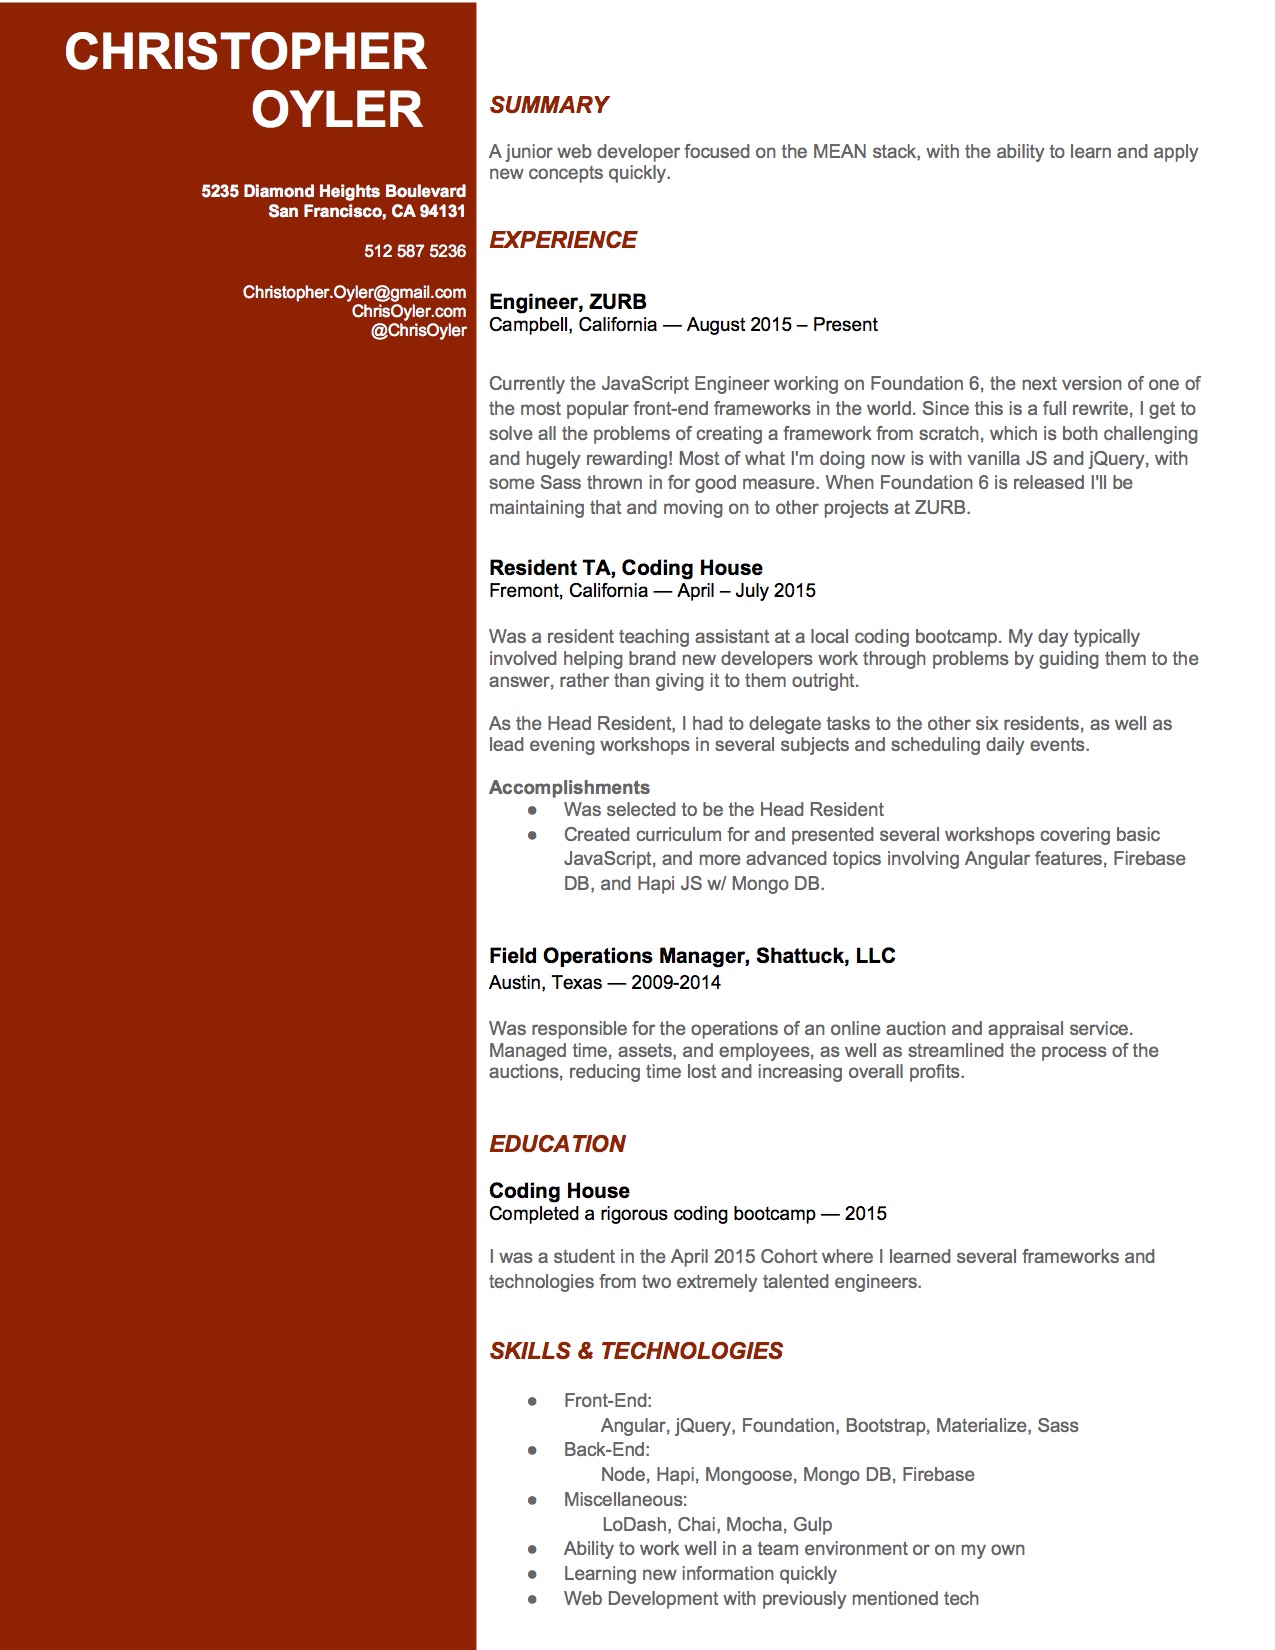 CHRISTOPHER
OYLER
5235 Diamond Heights Boulevard
San Francisco, CA 94131
512 587 5236
Christopher.Oyler@gmail.com
ChrisOyler.com
@ChrisOyler
SUMMARY
A junior web developer focused on the MEAN stack, with the ability to learn and apply
new concepts quickly.
EXPERIENCE
Engineer, ZURB
Campbell, California — August 2015 – Present
Currently the JavaScript Engineer working on Foundation 6, the next version of one of
the most popular front-end frameworks in the world. Since this is a full rewrite, I get to
solve all the problems of creating a framework from scratch, which is both challenging
and hugely rewarding! Most of what I'm doing now is with vanilla JS and jQuery, with
some Sass thrown in for good measure. When Foundation 6 is released I'll be
maintaining that and moving on to other projects at ZURB.
Resident TA, Coding House
Fremont, California — April – July 2015
Was a resident teaching assistant at a local coding bootcamp. My day typically
involved helping brand new developers work through problems by guiding them to the
answer, rather than giving it to them outright.
As the Head Resident, I had to delegate tasks to the other six residents, as well as
lead evening workshops in several subjects and scheduling daily events.
Accomplishments
● Was selected to be the Head Resident
● Created curriculum for and presented several workshops covering basic
JavaScript, and more advanced topics involving Angular features, Firebase
DB, and Hapi JS w/ Mongo DB.
Field Operations Manager, Shattuck, LLC
Austin, Texas — 2009-2014
Was responsible for the operations of an online auction and appraisal service.
Managed time, assets, and employees, as well as streamlined the process of the
auctions, reducing time lost and increasing overall profits.
EDUCATION
Coding House
Completed a rigorous coding bootcamp — 2015
I was a student in the April 2015 Cohort where I learned several frameworks and
technologies from two extremely talented engineers.
SKILLS & TECHNOLOGIES
● Front-End:
Angular, jQuery, Foundation, Bootstrap, Materialize, Sass
● Back-End:
Node, Hapi, Mongoose, Mongo DB, Firebase
● Miscellaneous:
LoDash, Chai, Mocha, Gulp
● Ability to work well in a team environment or on my own
● Learning new information quickly
● Web Development with previously mentioned tech